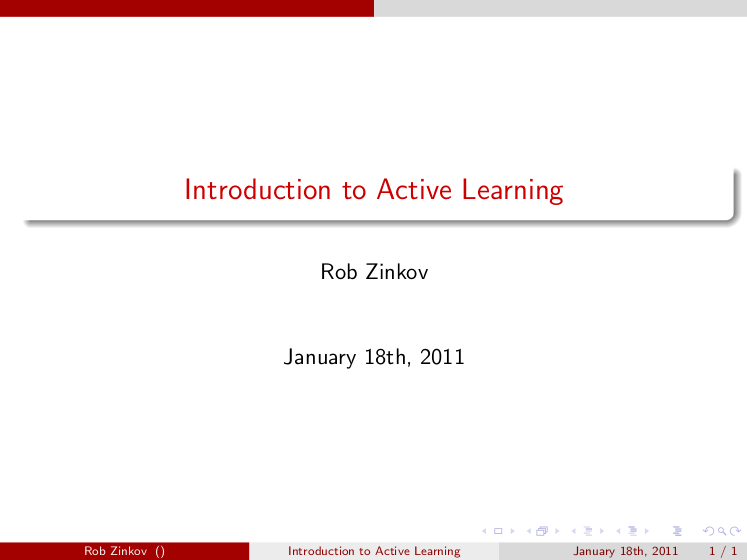 Introduction to Active Learning
Rob Zinkov
January 18th, 2011
Rob Zinkov ()
Introduction to Active Learning
January 18th, 2011
1 / 1